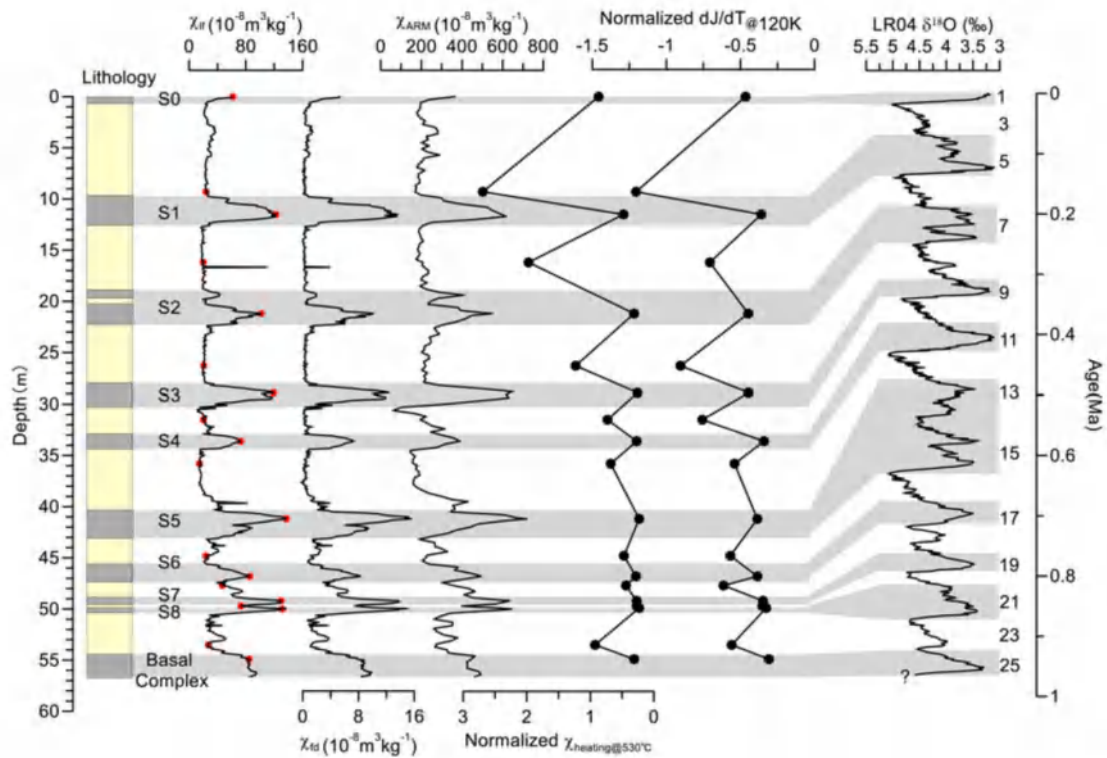 χlf (10⁻⁸m³kg⁻¹) χARM (10⁻⁸m³kg⁻¹) Normalized dJ/dT@120K LR04 δ¹⁸O (‰)
0 80 160 0 200 400 600 800 -1.5 -1 -0.5 0 5.5 5 4.5 4 3.5 3
Lithology
0 S0 1 0
3
5 5
10
S1 0.2
15 7
20 S2 9
25 11 0.4
30 S3 13
S4
35 15 0.6
40
S5 17
45 S6 19
S7 0.8
50 S8 21
23
55 Basal
Complex ? 25
60 1
Depth(m)
Age(Ma)
0 8 16 3 2 1 0
χfd (10⁻⁸m³kg⁻¹) Normalized χheating@530℃